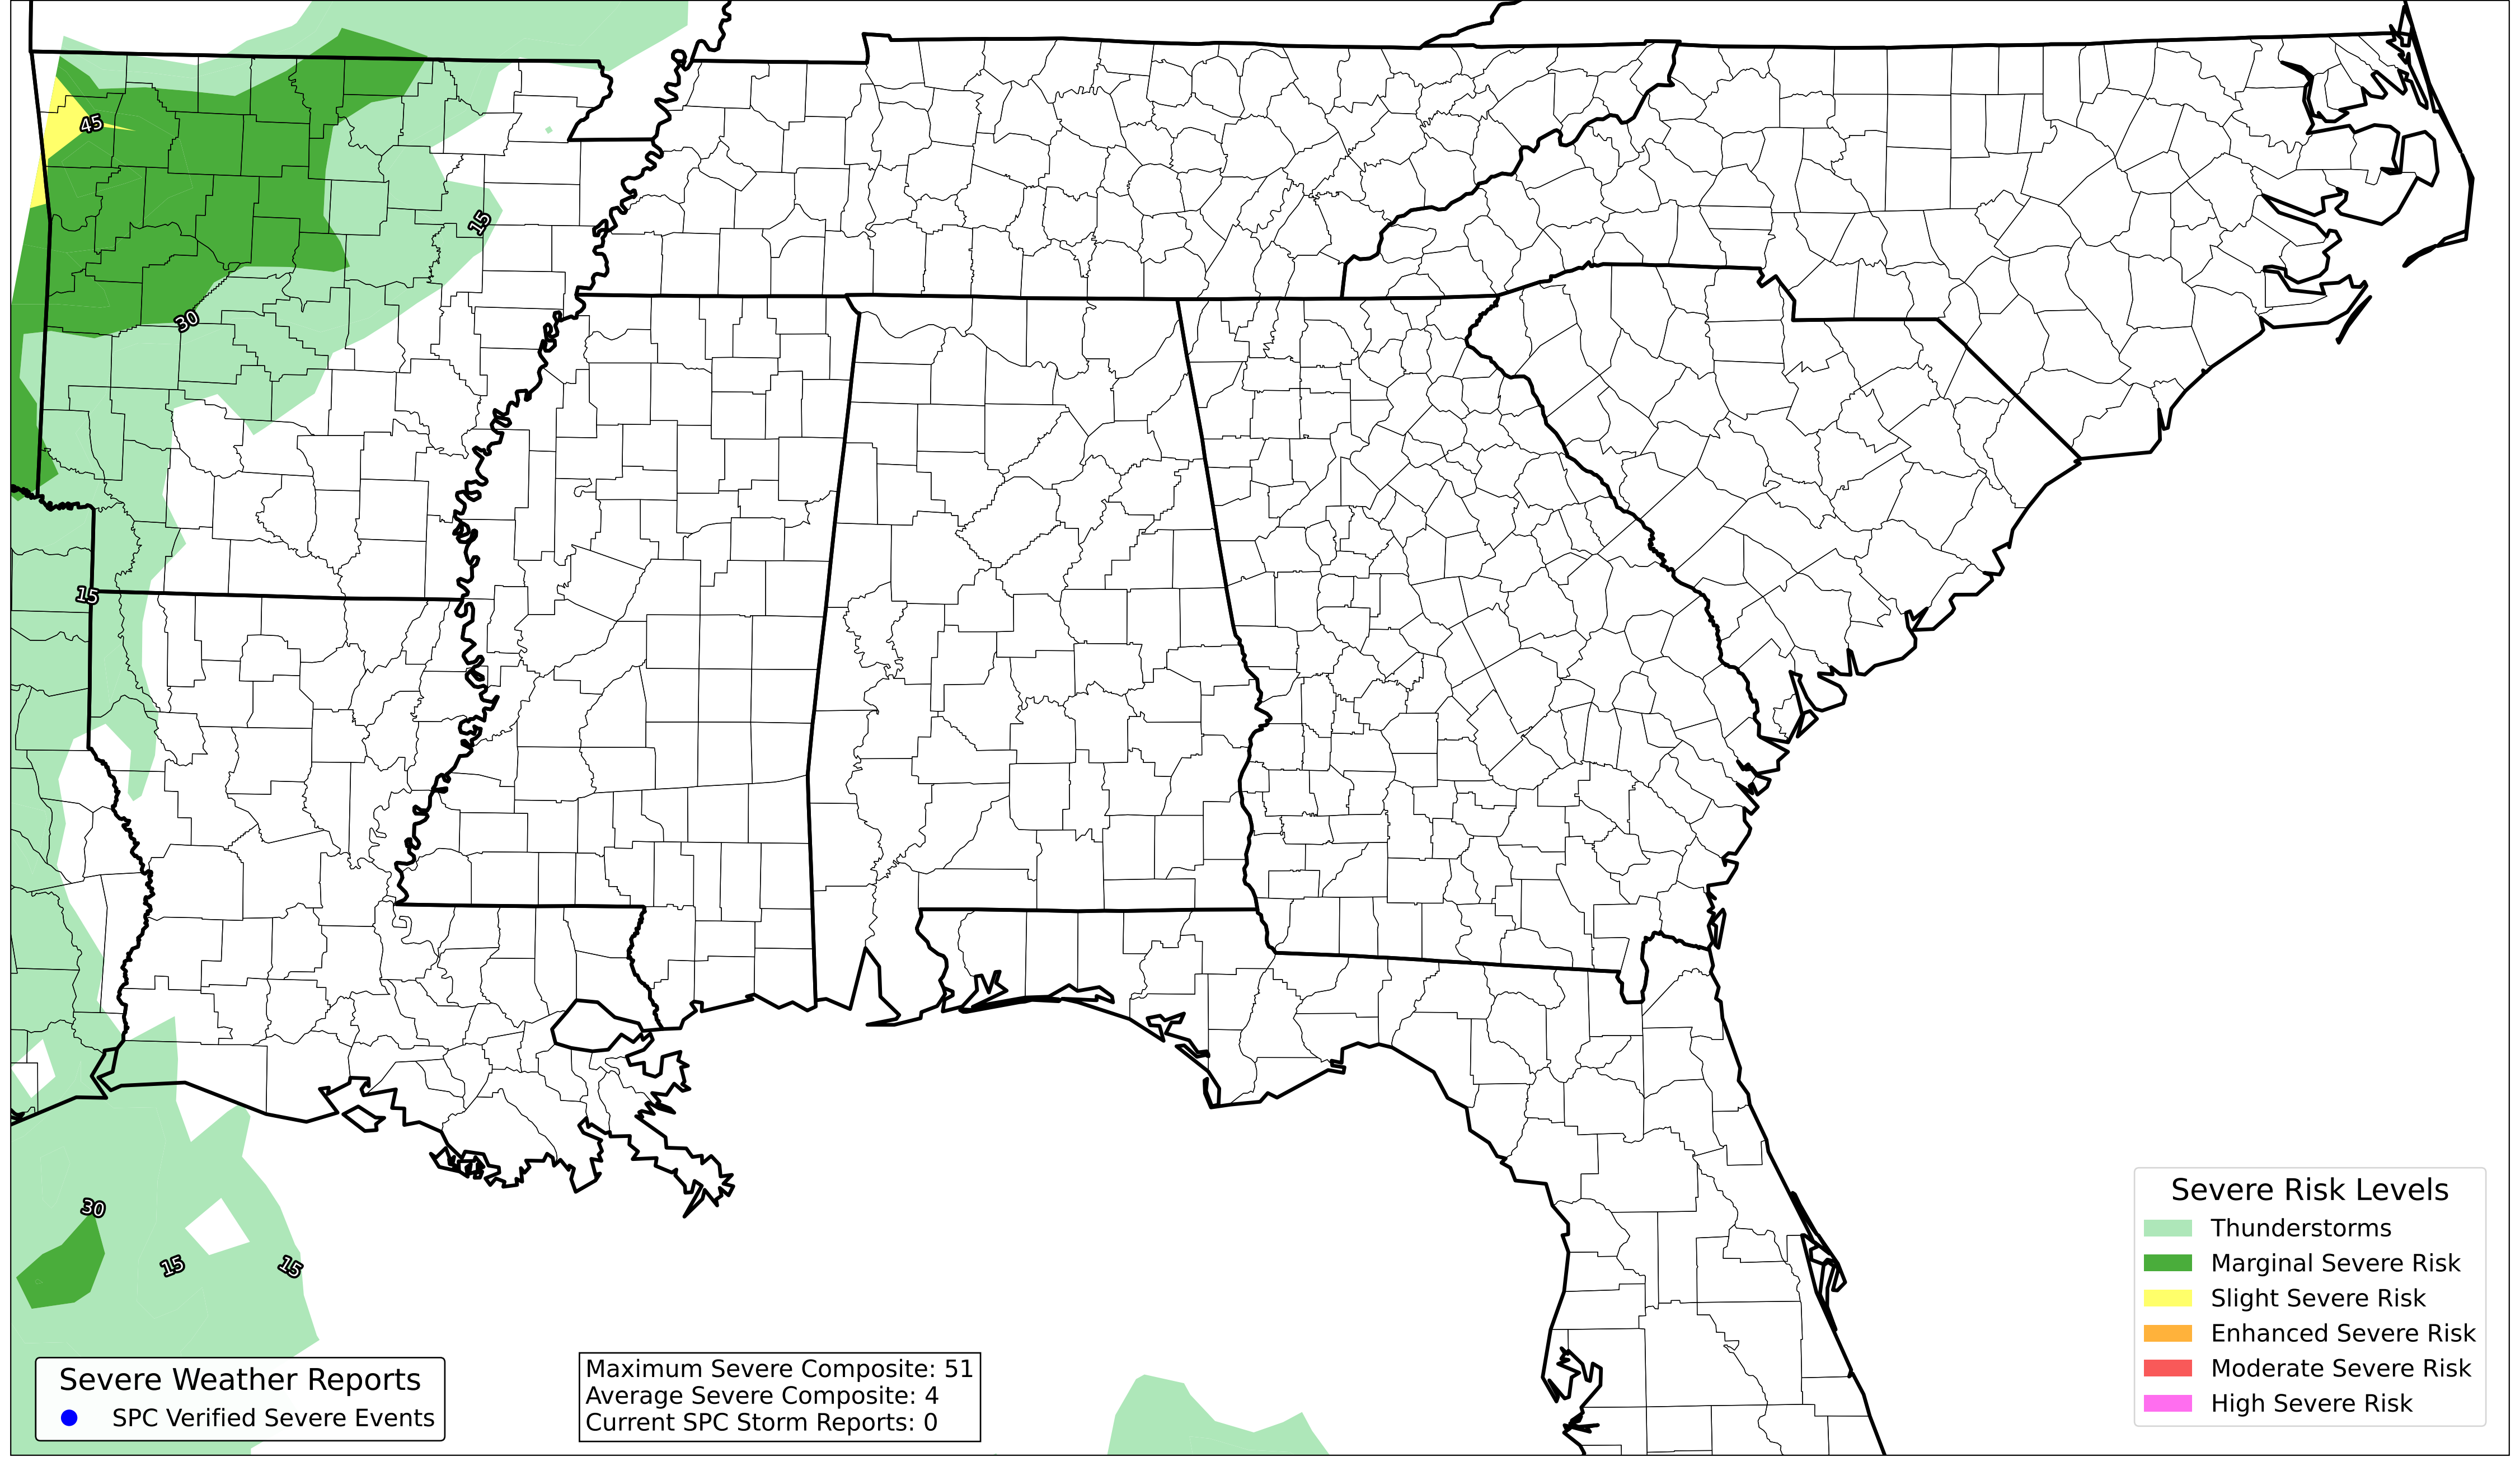 45
15
30
15
30
15
15
Severe Weather Reports
SPC Verified Severe Events
Maximum Severe Composite: 51
Average Severe Composite: 4
Current SPC Storm Reports: 0
Severe Risk Levels
Thunderstorms
Marginal Severe Risk
Slight Severe Risk
Enhanced Severe Risk
Moderate Severe Risk
High Severe Risk